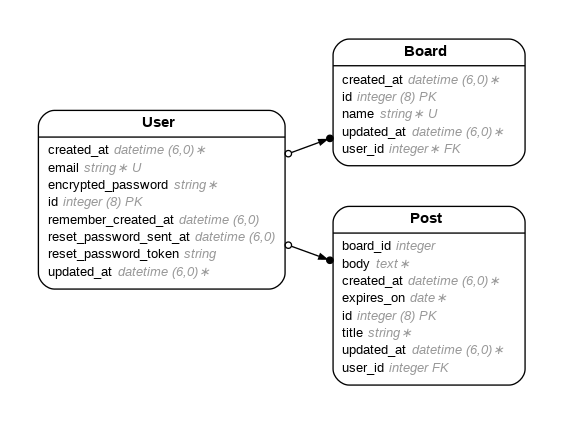 Board
created_at datetime (6,0)∗
id integer (8) PK
name string∗ U
updated_at datetime (6,0)∗
user_id integer∗ FK
User
created_at datetime (6,0)∗
email string∗ U
encrypted_password string∗
id integer (8) PK
remember_created_at datetime (6,0)
reset_password_sent_at datetime (6,0)
reset_password_token string
updated_at datetime (6,0)∗
Post
board_id integer
body text∗
created_at datetime (6,0)∗
expires_on date∗
id integer (8) PK
title string∗
updated_at datetime (6,0)∗
user_id integer FK